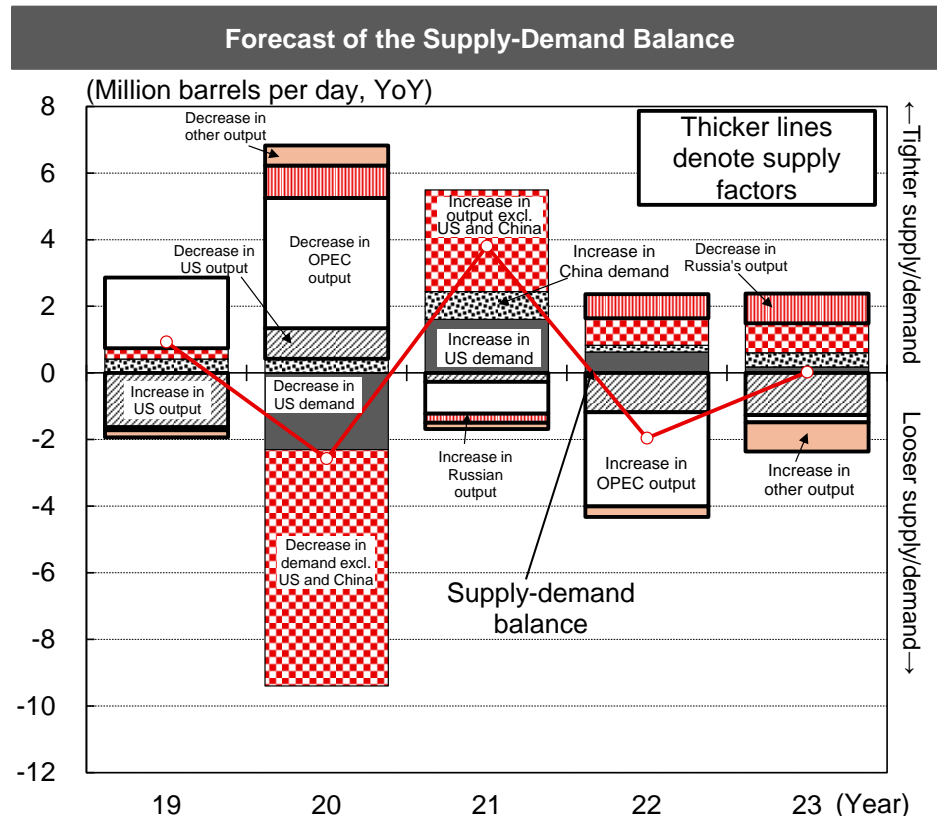 Forecast of the Supply-Demand Balance
(Million barrels per day, YoY)
8
6
4
2
0
-2
-4
-6
-8
-10
-12
Decrease in
other output
Thicker lines
denote supply
factors
Decrease in
US output
Decrease in
OPEC
output
Increase in
output excl.
US and China
Increase in
China demand
Decrease in
Russia's output
Increase in
US demand
Increase in
US output
Decrease in
US demand
Increase in
Russian
output
Increase in
OPEC output
Increase in
other output
Decrease in
demand excl.
US and China
Supply-demand
balance
←Tighter supply/demand
Looser supply/demand→
19
20
21
22
23
(Year)